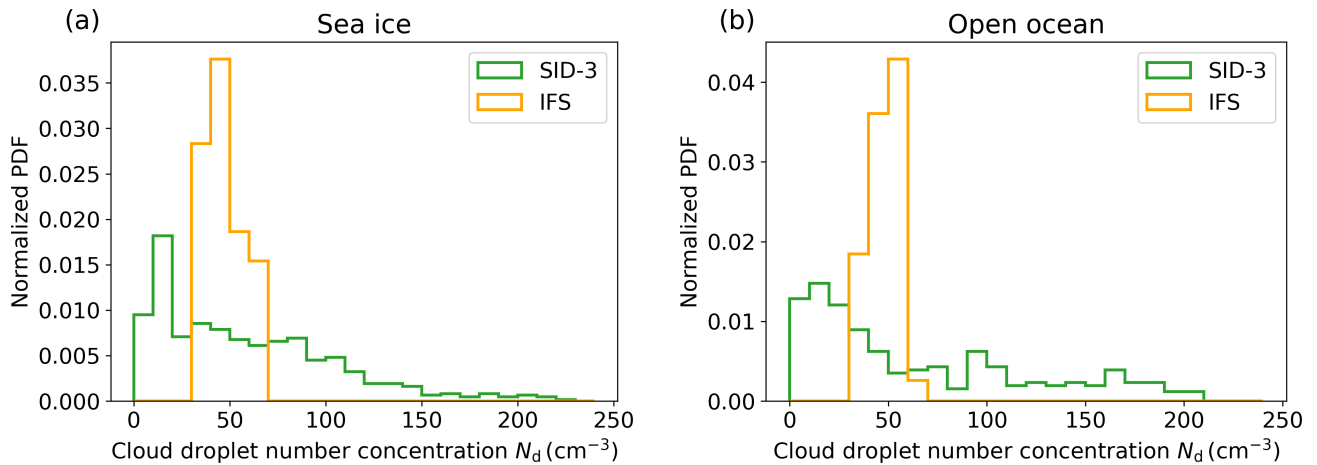 (a)
Sea ice
SID-3
IFS
0.035
0.030
0.025
0.020
0.015
0.010
0.005
0.000
Normalized PDF
0 50 100 150 200 250
Cloud droplet number concentration N_d (cm⁻³)
(b)
Open ocean
SID-3
IFS
0.04
0.03
0.02
0.01
0.00
Normalized PDF
0 50 100 150 200 250
Cloud droplet number concentration N_d (cm⁻³)